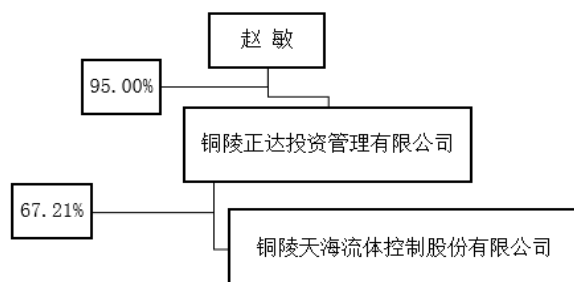 赵 敏
95.00%
铜陵正达投资管理有限公司
67.21%
铜陵天海流体控制股份有限公司